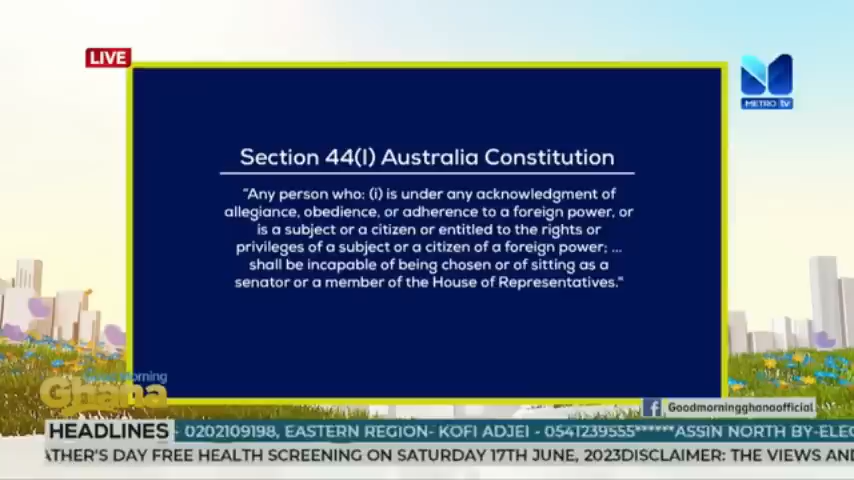 LIVE
METRO tv
Section 44(I) Australia Constitution
"Any person who: (i) is under any acknowledgment of
allegiance, obedience, or adherence to a foreign power, or
is a subject or a citizen or entitled to the rights or
privileges of a subject or a citizen of a foreign power; ...
shall be incapable of being chosen or of sitting as a
senator or a member of the House of Representatives."
Good Morning
Ghana
Goodmorningghanaofficial
HEADLINES
- 0202109198, EASTERN REGION- KOFI ADJEI - 0541239555******ASSIN NORTH BY-ELEC
ATHER'S DAY FREE HEALTH SCREENING ON SATURDAY 17TH JUNE, 2023DISCLAIMER: THE VIEWS AND